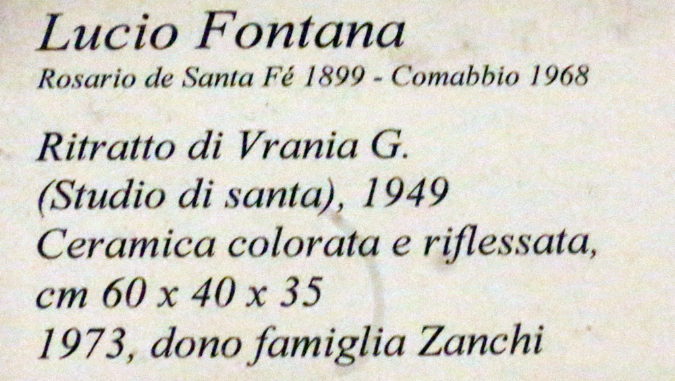 Lucio Fontana
Rosario de Santa Fé 1899 - Comabbio 1968
Ritratto di Vrania G.
(Studio di santa), 1949
Ceramica colorata e riflessata,
cm 60 x 40 x 35
1973, dono famiglia Zanchi